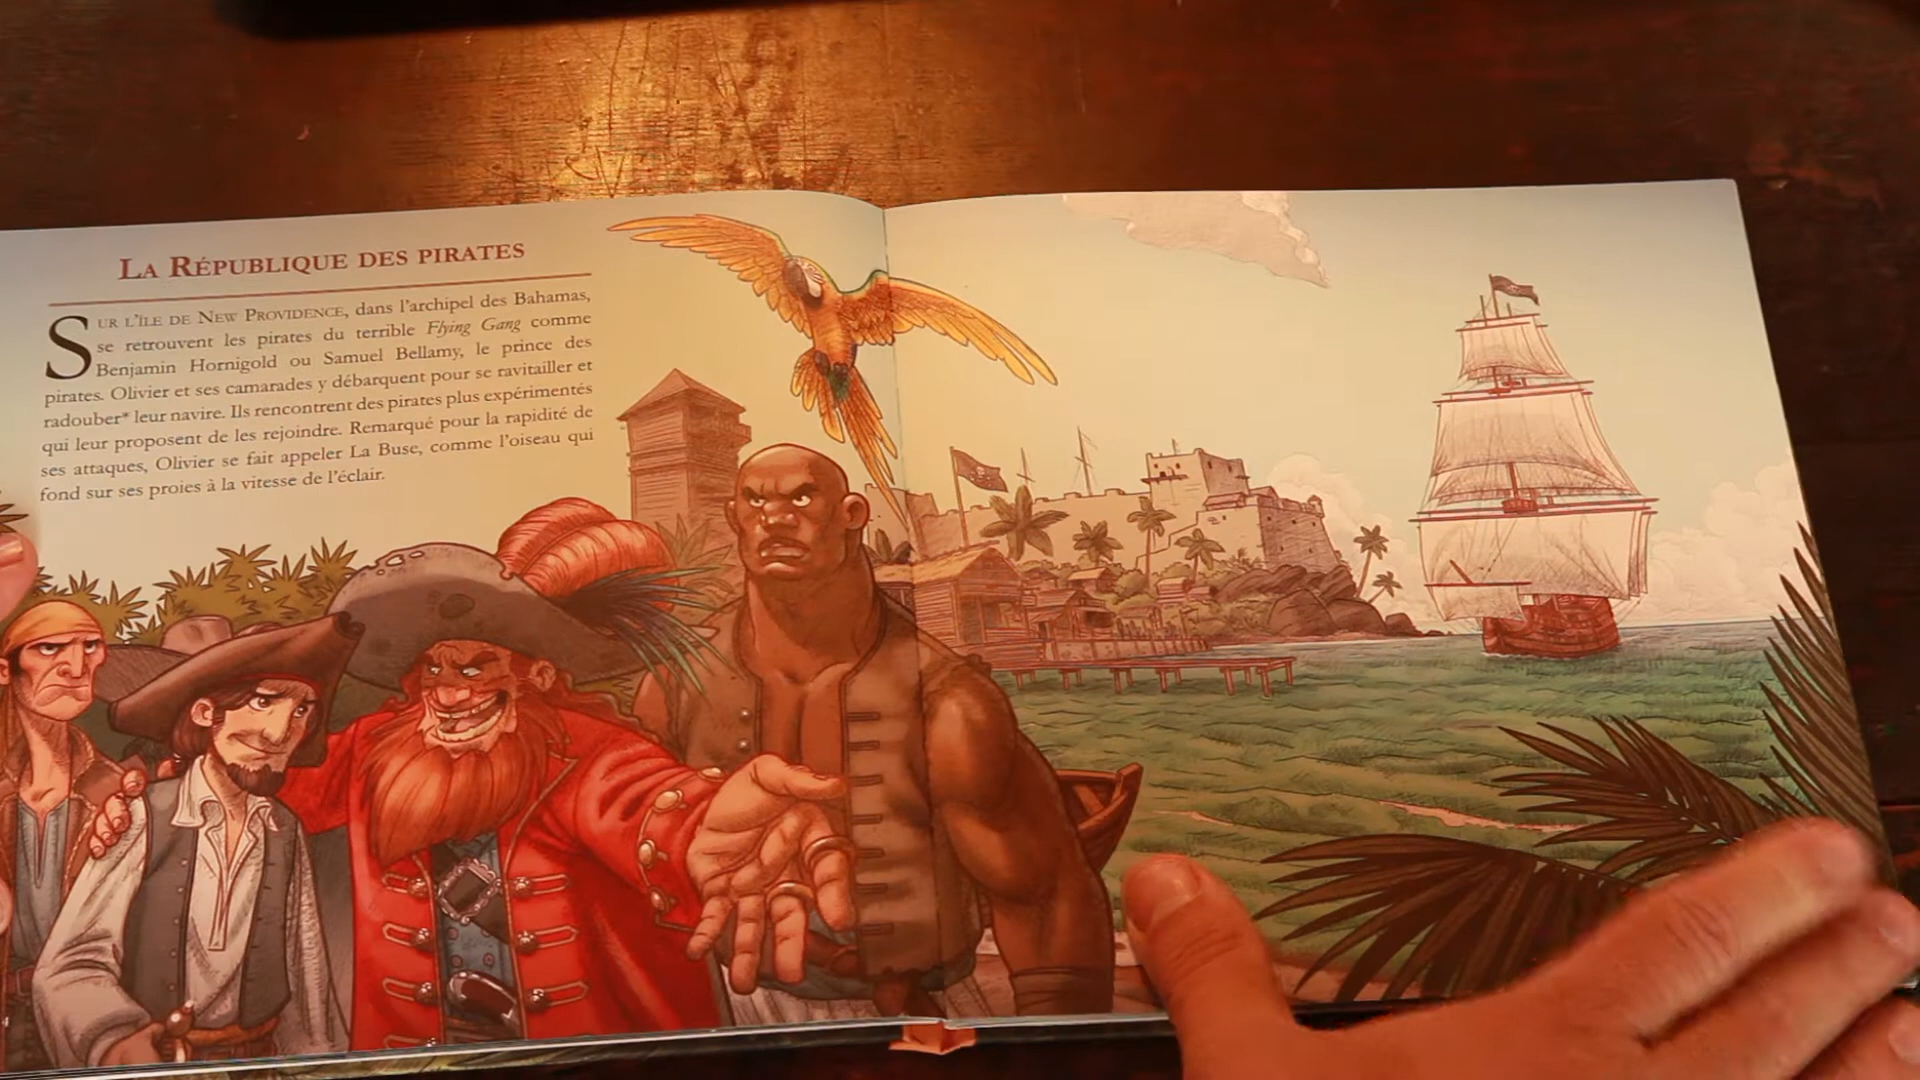 LA RÉPUBLIQUE DES PIRATES
SUR L'ÎLE DE NEW PROVIDENCE, dans l'archipel des Bahamas,
se retrouvent les pirates du terrible Flying Gang comme
Benjamin Hornigold ou Samuel Bellamy, le prince des
pirates. Olivier et ses camarades y débarquent pour se ravitailler et
radouber* leur navire. Ils rencontrent des pirates plus expérimentés
qui leur proposent de les rejoindre. Remarqué pour la rapidité de
ses attaques, Olivier se fait appeler La Buse, comme l'oiseau qui
fond sur ses proies à la vitesse de l'éclair.